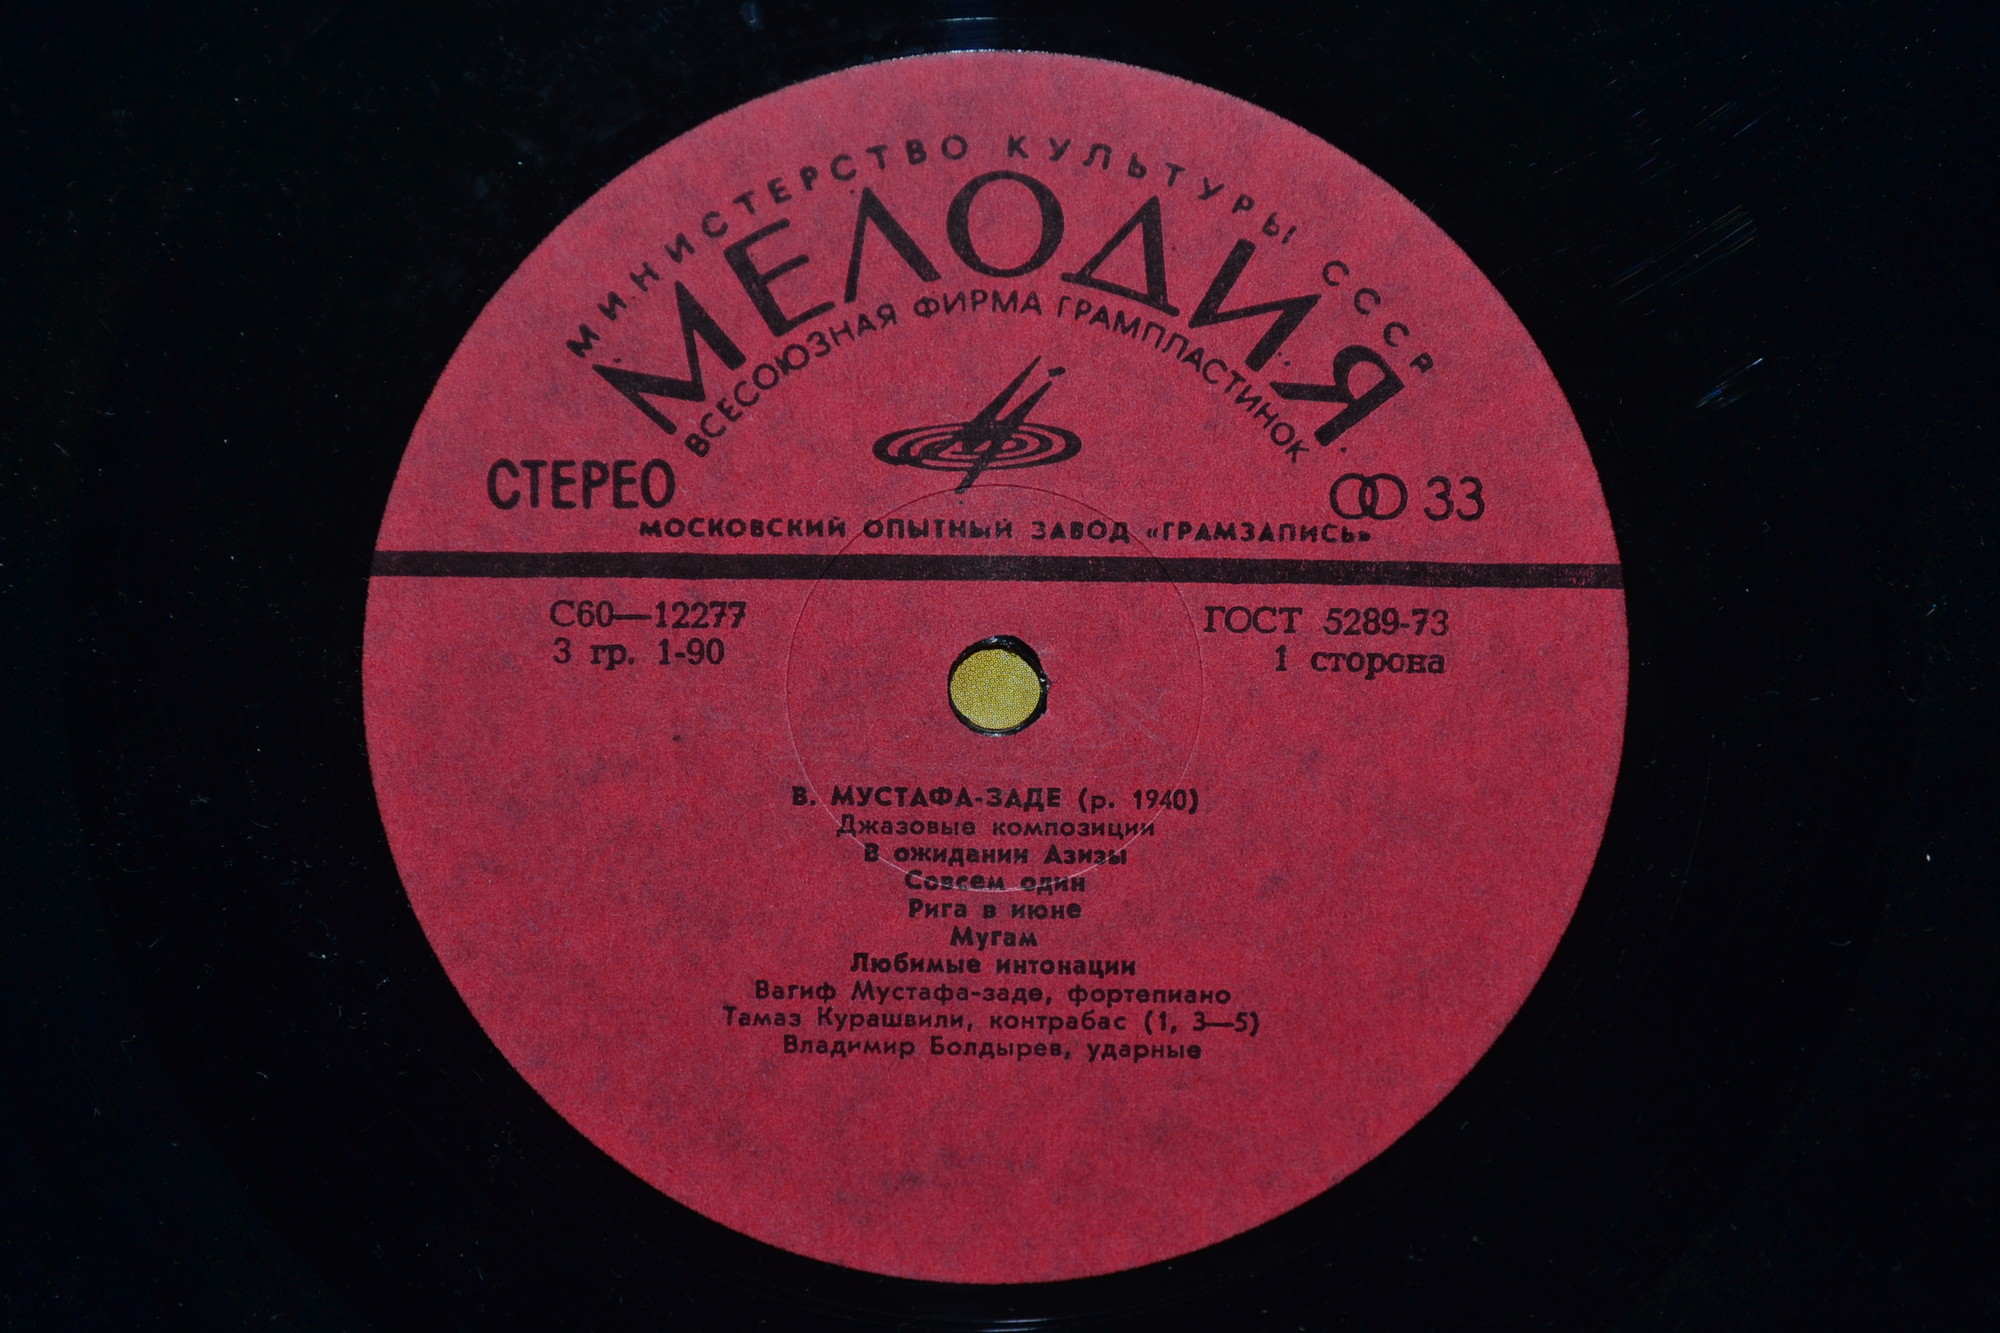 МИНИСТЕРСТВО КУЛЬТУРЫ СССР
МЕЛОДИЯ
ВСЕСОЮЗНАЯ ФИРМА ГРАМПЛАСТИНОК
СТЕРЕО
33
МОСКОВСКИЙ ОПЫТНЫЙ ЗАВОД «ГРАМЗАПИСЬ»
С60—12277
ГОСТ 5289-73
3 гр. 1-90
1 сторона
В. МУСТАФА-ЗАДЕ (р. 1940)
Джазовые композиции
В ожидании Азизы
Совсем один
Рига в июне
Мугам
Любимые интонации
Вагиф Мустафа-заде, фортепиано
Тамаз Курашвили, контрабас (1, 3—5)
Владимир Болдырев, ударные